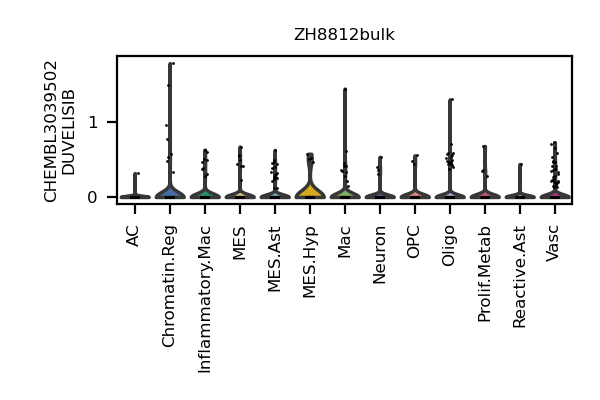 ZH8812bulk
CHEMBL3039502
DUVELISIB
1
0
AC
Chromatin.Reg
Inflammatory.Mac
MES
MES.Ast
MES.Hyp
Mac
Neuron
OPC
Oligo
Prolif.Metab
Reactive.Ast
Vasc